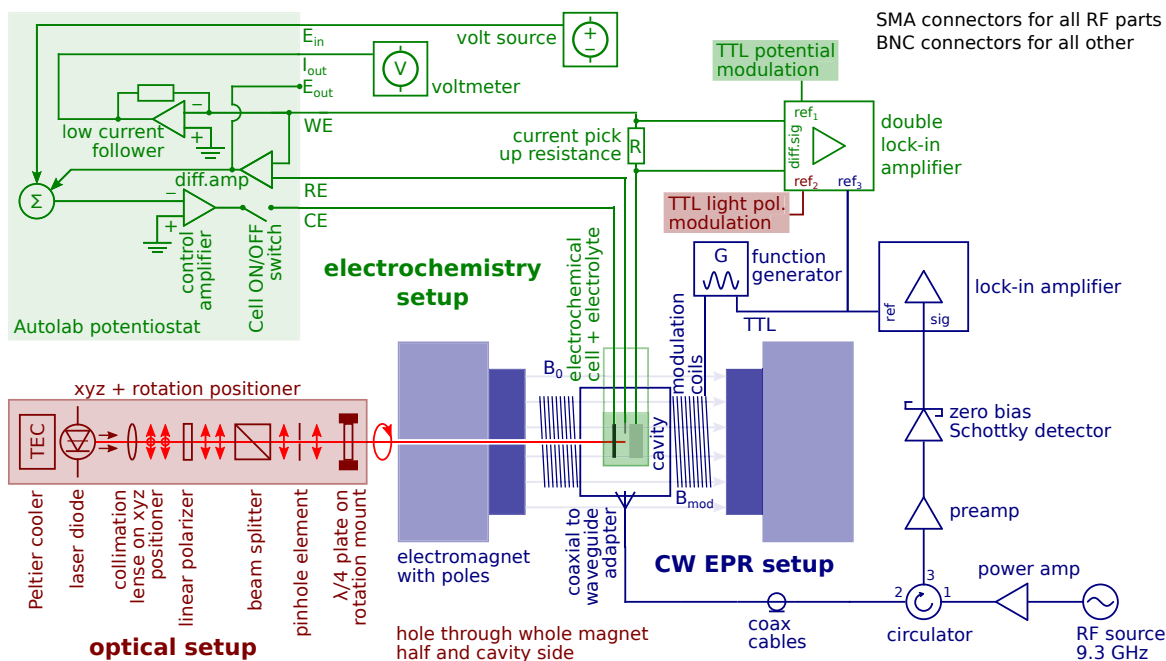 SMA connectors for all RF parts
BNC connectors for all other
E_in
volt source
I_out
V
E_out
voltmeter
TTL potential
modulation
low current
follower
WE
current pick
up resistance
R
ref_1
diff.sig
ref_2
ref_3
double
lock-in
amplifier
diff.amp
RE
Σ
CE
TTL light pol.
modulation
control
amplifier
Cell ON/OFF
switch
Autolab potentiostat
electrochemistry
setup
electrochemical
cell + electrolyte
G
function
generator
TTL
modulation
coils
ref
sig
lock-in amplifier
xyz + rotation positioner
TEC
B_0
cavity
B_mod
zero bias
Schottky detector
preamp
Peltier cooler
laser diode
collimation
lense on xyz
positioner
linear polarizer
beam splitter
pinhole element
λ/4 plate on
rotation mount
electromagnet
with poles
coaxial to
waveguide
adapter
CW EPR setup
power amp
3
2
1
circulator
coax
cables
RF source
9.3 GHz
optical setup
hole through whole magnet
half and cavity side